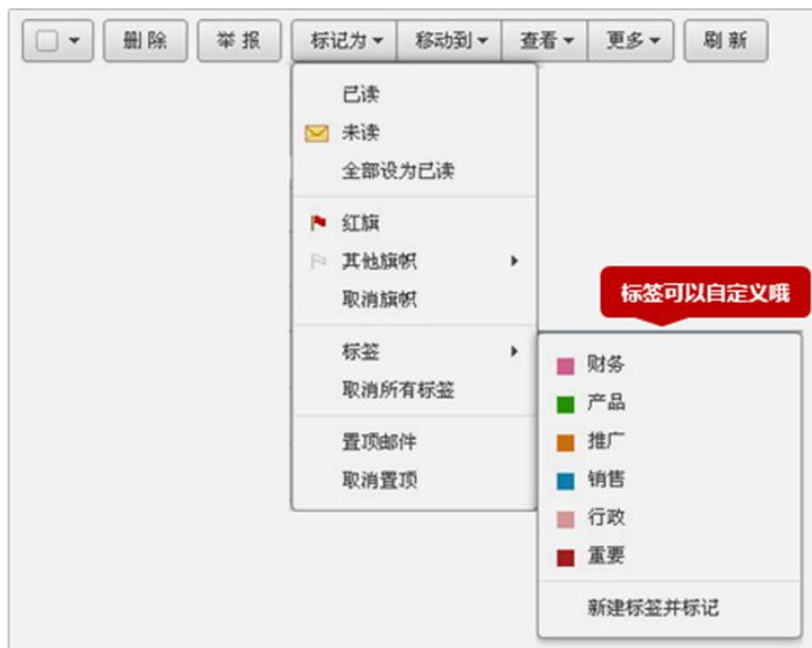 删 除 举 报 标记为 移动到 查看 更多 刷 新
已读
未读
全部设为已读
红旗
其他旗帜
取消旗帜
标签
取消所有标签
置顶邮件
取消置顶
标签可以自定义哦
财务
产品
推广
销售
行政
重要
新建标签并标记